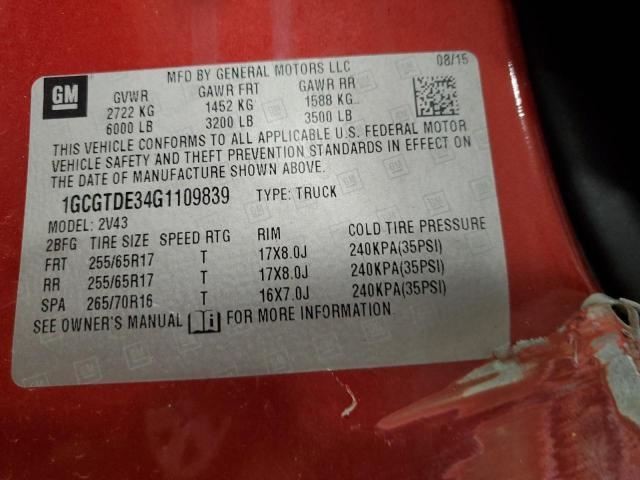 MFD BY GENERAL MOTORS LLC 08/15
GM GVWR GAWR FRT GAWR RR
2722 KG 1452 KG 1588 KG
6000 LB 3200 LB 3500 LB
THIS VEHICLE CONFORMS TO ALL APPLICABLE U.S. FEDERAL MOTOR
VEHICLE SAFETY AND THEFT PREVENTION STANDARDS IN EFFECT ON
THE DATE OF MANUFACTURE SHOWN ABOVE.
1GCGTDE34G1109839 TYPE: TRUCK
MODEL: 2V43
2BFG TIRE SIZE SPEED RTG RIM COLD TIRE PRESSURE
FRT 255/65R17 T 17X8.0J 240KPA(35PSI)
RR 255/65R17 T 17X8.0J 240KPA(35PSI)
SPA 265/70R16 T 16X7.0J 240KPA(35PSI)
SEE OWNER'S MANUAL i FOR MORE INFORMATION.